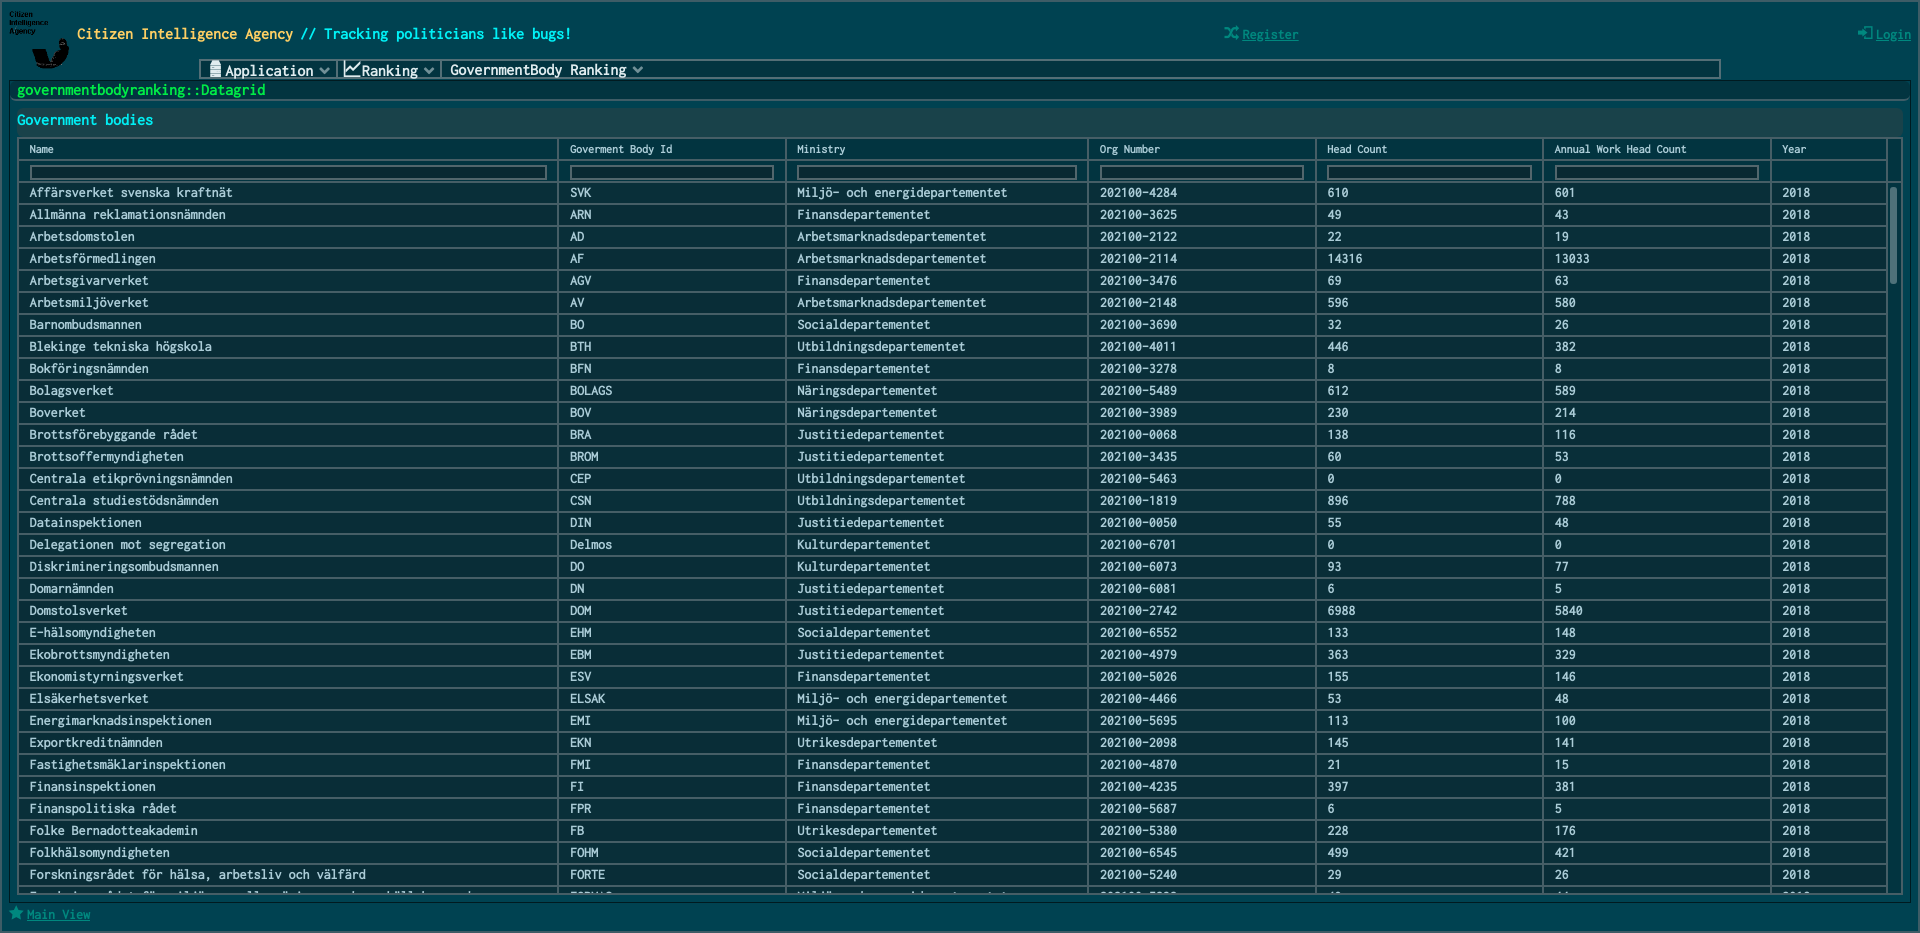 Citizen
Intelligence
Agency
Citizen Intelligence Agency // Tracking politicians like bugs!
Register
Login
Application
Ranking
GovernmentBody Ranking
governmentbodyranking::Datagrid
Government bodies
Name Goverment Body Id Ministry Org Number Head Count Annual Work Head Count Year
Affärsverket svenska kraftnät SVK Miljö- och energidepartementet 202100-4284 610 601 2018
Allmänna reklamationsnämnden ARN Finansdepartementet 202100-3625 49 43 2018
Arbetsdomstolen AD Arbetsmarknadsdepartementet 202100-2122 22 19 2018
Arbetsförmedlingen AF Arbetsmarknadsdepartementet 202100-2114 14316 13033 2018
Arbetsgivarverket AGV Finansdepartementet 202100-3476 69 63 2018
Arbetsmiljöverket AV Arbetsmarknadsdepartementet 202100-2148 596 580 2018
Barnombudsmannen BO Socialdepartementet 202100-3690 32 26 2018
Blekinge tekniska högskola BTH Utbildningsdepartementet 202100-4011 446 382 2018
Bokföringsnämnden BFN Finansdepartementet 202100-3278 8 8 2018
Bolagsverket BOLAGS Näringsdepartementet 202100-5489 612 589 2018
Boverket BOV Näringsdepartementet 202100-3989 230 214 2018
Brottsförebyggande rådet BRA Justitiedepartementet 202100-0068 138 116 2018
Brottsoffermyndigheten BROM Justitiedepartementet 202100-3435 60 53 2018
Centrala etikprövningsnämnden CEP Utbildningsdepartementet 202100-5463 0 0 2018
Centrala studiestödsnämnden CSN Utbildningsdepartementet 202100-1819 896 788 2018
Datainspektionen DIN Justitiedepartementet 202100-0050 55 48 2018
Delegationen mot segregation Delmos Kulturdepartementet 202100-6701 0 0 2018
Diskrimineringsombudsmannen DO Kulturdepartementet 202100-6073 93 77 2018
Domarnämnden DN Justitiedepartementet 202100-6081 6 5 2018
Domstolsverket DOM Justitiedepartementet 202100-2742 6988 5840 2018
E-hälsomyndigheten EHM Socialdepartementet 202100-6552 133 148 2018
Ekobrottsmyndigheten EBM Justitiedepartementet 202100-4979 363 329 2018
Ekonomistyrningsverket ESV Finansdepartementet 202100-5026 155 146 2018
Elsäkerhetsverket ELSAK Miljö- och energidepartementet 202100-4466 53 48 2018
Energimarknadsinspektionen EMI Miljö- och energidepartementet 202100-5695 113 100 2018
Exportkreditnämnden EKN Utrikesdepartementet 202100-2098 145 141 2018
Fastighetsmäklarinspektionen FMI Finansdepartementet 202100-4870 21 15 2018
Finansinspektionen FI Finansdepartementet 202100-4235 397 381 2018
Finanspolitiska rådet FPR Finansdepartementet 202100-5687 6 5 2018
Folke Bernadotteakademin FB Utrikesdepartementet 202100-5380 228 176 2018
Folkhälsomyndigheten FOHM Socialdepartementet 202100-6545 499 421 2018
Forskningsrådet för hälsa, arbetsliv och välfärd FORTE Socialdepartementet 202100-5240 29 26 2018
Main View